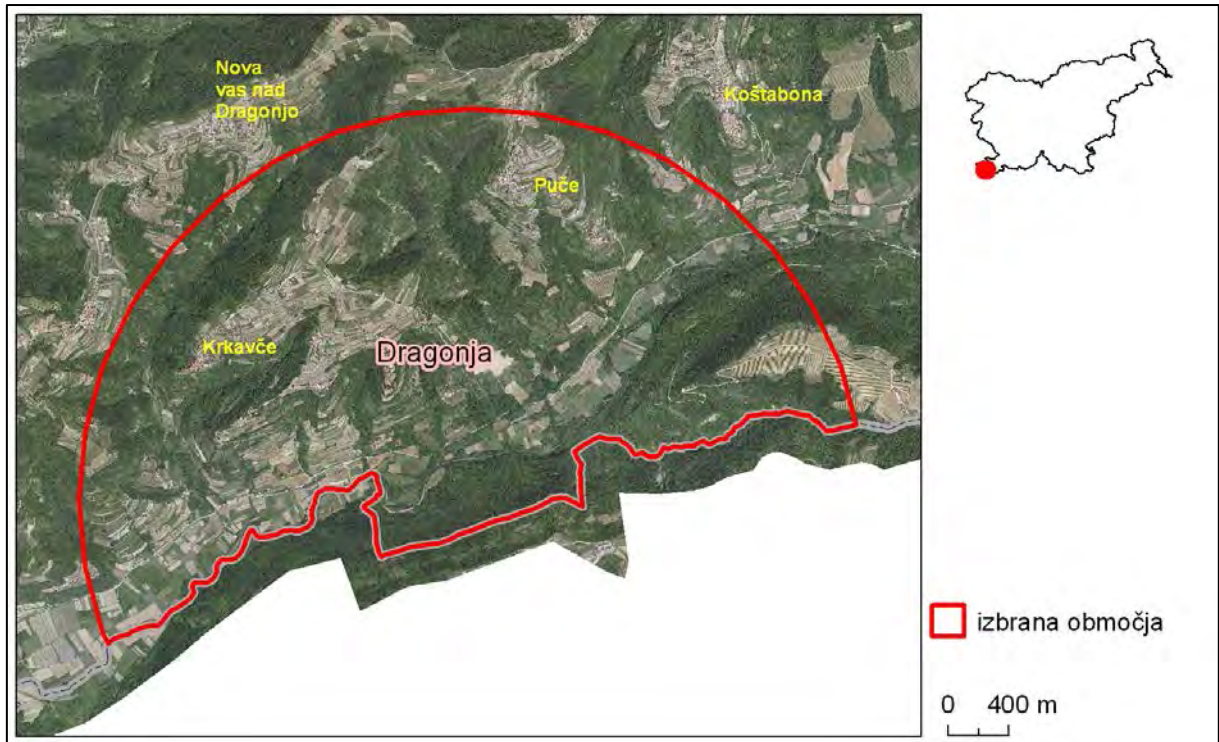 Nova
vas nad
Dragonjo
Koštabona
Puče
Krkavče
Dragonja
izbrana območja
0 400 m